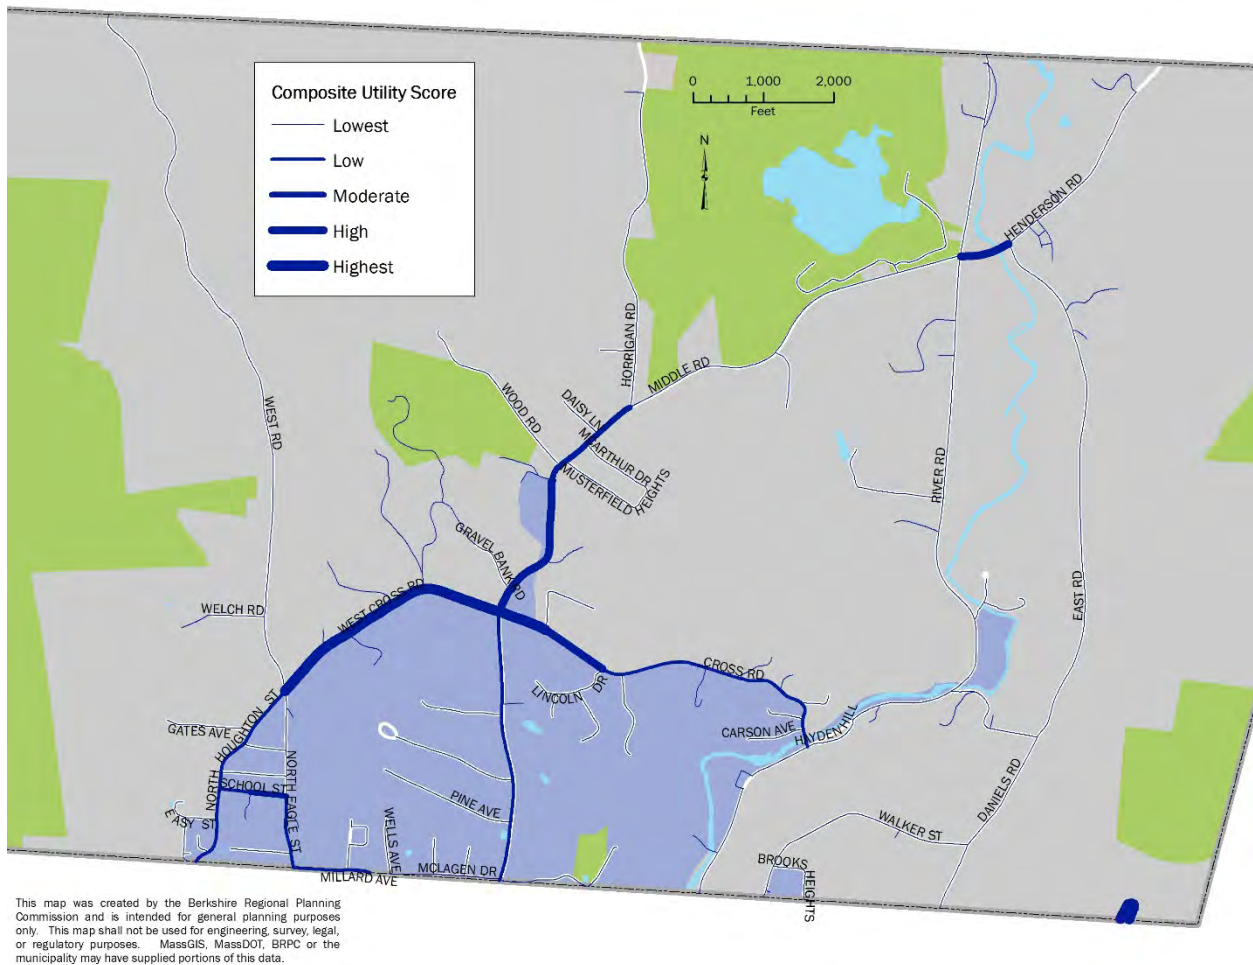 Composite Utility Score
Lowest
Low
Moderate
High
Highest
0 1,000 2,000
Feet
N
HENDERSON RD
HORRIGAN RD
MIDDLE RD
WEST RD
WOOD RD
DAISY LN
MCARTHUR DR
MUSTERFIELD
HEIGHTS
RIVER RD
GRAVEL BANK RD
EAST RD
WEST CROSS RD
WELCH RD
CROSS RD
LINCOLN DR
CARSON AVE
HAYDEN HILL
GATES AVE
NORTH HOUGHTON ST
NORTH EAGLE ST
SCHOOL ST
EASY ST
PINE AVE
WELLS AVE
DANIELS RD
WALKER ST
BROOKS
HEIGHTS
MCLAGEN DR
MILLARD AVE
This map was created by the Berkshire Regional Planning
Commission and is intended for general planning purposes
only. This map shall not be used for engineering, survey, legal,
or regulatory purposes. MassGIS, MassDOT, BRPC or the
municipality may have supplied portions of this data.